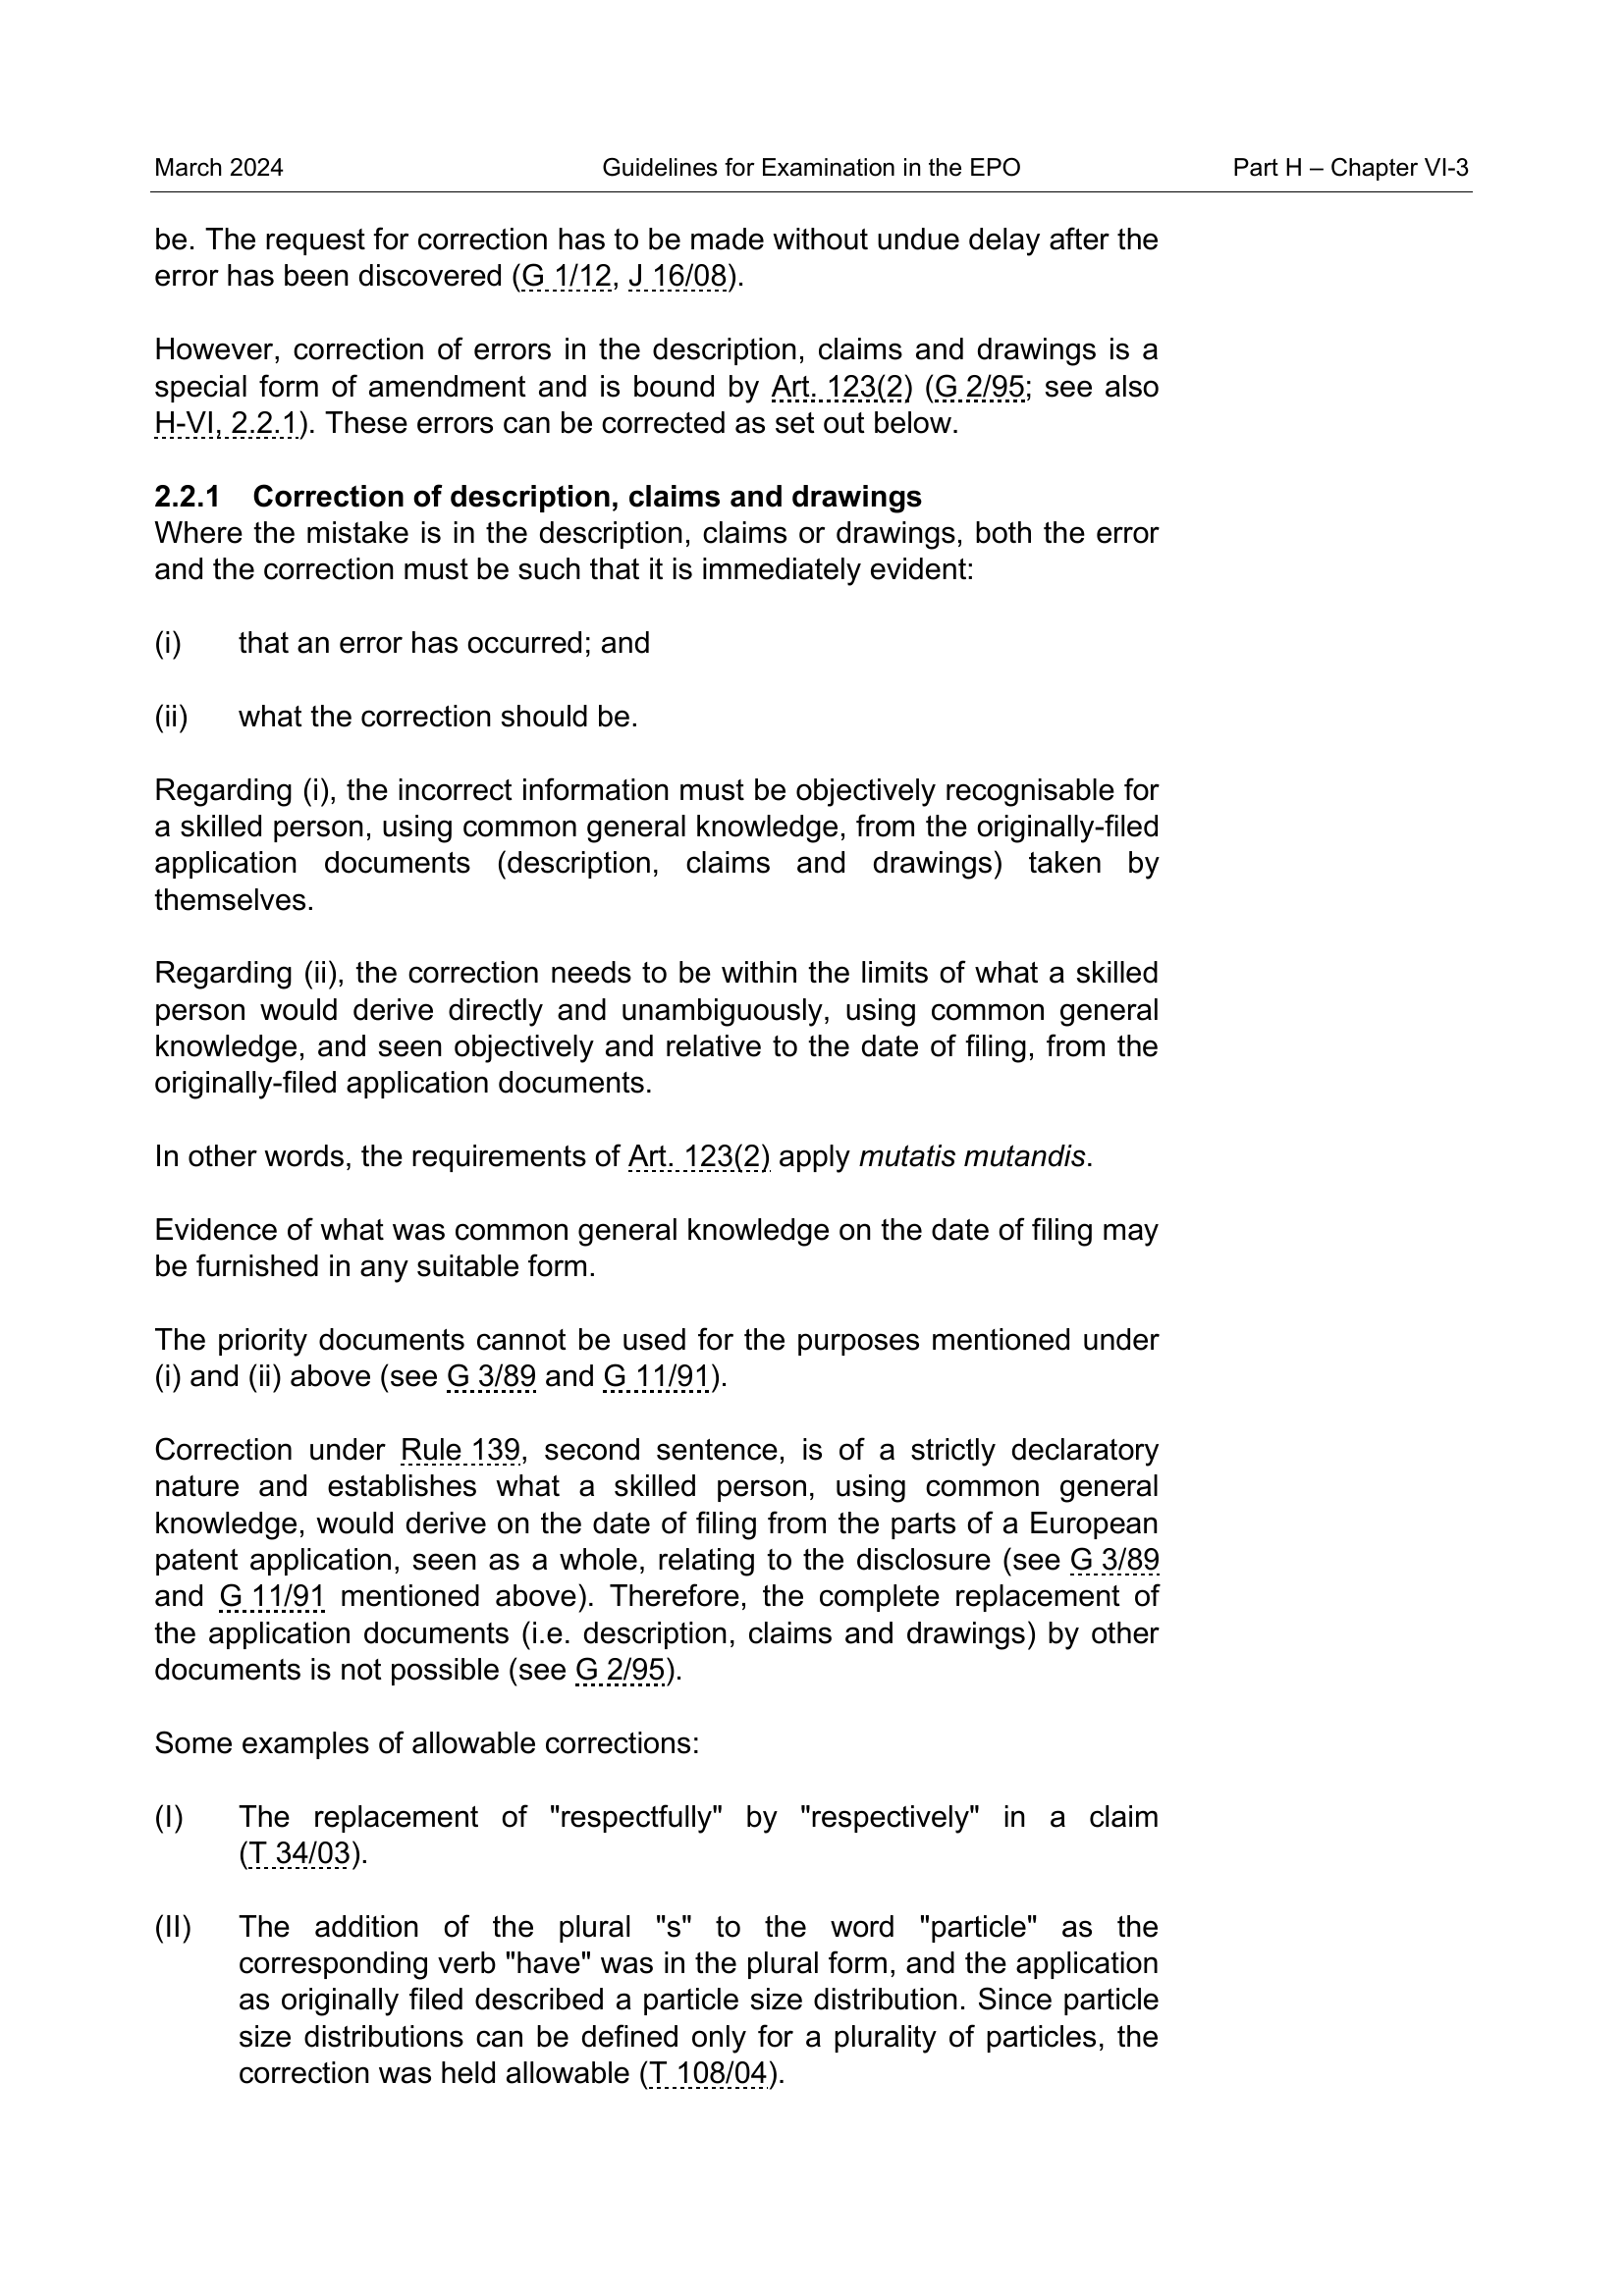 March 2024 Guidelines for Examination in the EPO Part H – Chapter VI-3
be. The request for correction has to be made without undue delay after the
error has been discovered (G 1/12, J 16/08).
However, correction of errors in the description, claims and drawings is a
special form of amendment and is bound by Art. 123(2) (G 2/95; see also
H-VI, 2.2.1). These errors can be corrected as set out below.
2.2.1 Correction of description, claims and drawings
Where the mistake is in the description, claims or drawings, both the error
and the correction must be such that it is immediately evident:
(i) that an error has occurred; and
(ii) what the correction should be.
Regarding (i), the incorrect information must be objectively recognisable for
a skilled person, using common general knowledge, from the originally-filed
application documents (description, claims and drawings) taken by
themselves.
Regarding (ii), the correction needs to be within the limits of what a skilled
person would derive directly and unambiguously, using common general
knowledge, and seen objectively and relative to the date of filing, from the
originally-filed application documents.
In other words, the requirements of Art. 123(2) apply mutatis mutandis.
Evidence of what was common general knowledge on the date of filing may
be furnished in any suitable form.
The priority documents cannot be used for the purposes mentioned under
(i) and (ii) above (see G 3/89 and G 11/91).
Correction under Rule 139, second sentence, is of a strictly declaratory
nature and establishes what a skilled person, using common general
knowledge, would derive on the date of filing from the parts of a European
patent application, seen as a whole, relating to the disclosure (see G 3/89
and G 11/91 mentioned above). Therefore, the complete replacement of
the application documents (i.e. description, claims and drawings) by other
documents is not possible (see G 2/95).
Some examples of allowable corrections:
(I) The replacement of "respectfully" by "respectively" in a claim
(T 34/03).
(II) The addition of the plural "s" to the word "particle" as the
corresponding verb "have" was in the plural form, and the application
as originally filed described a particle size distribution. Since particle
size distributions can be defined only for a plurality of particles, the
correction was held allowable (T 108/04).